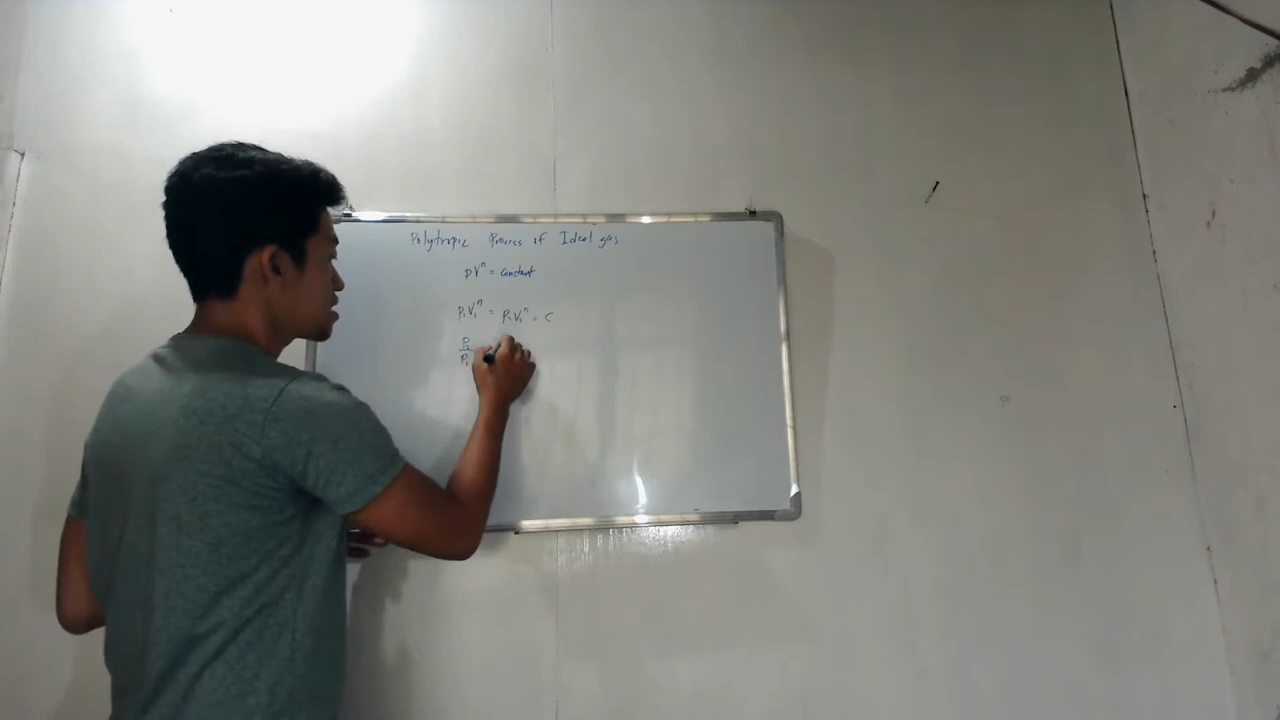 Polytropic Process of Ideal gas
PVⁿ = constant
P₁V₁ⁿ = P₂V₂ⁿ = C
P₂
P₁